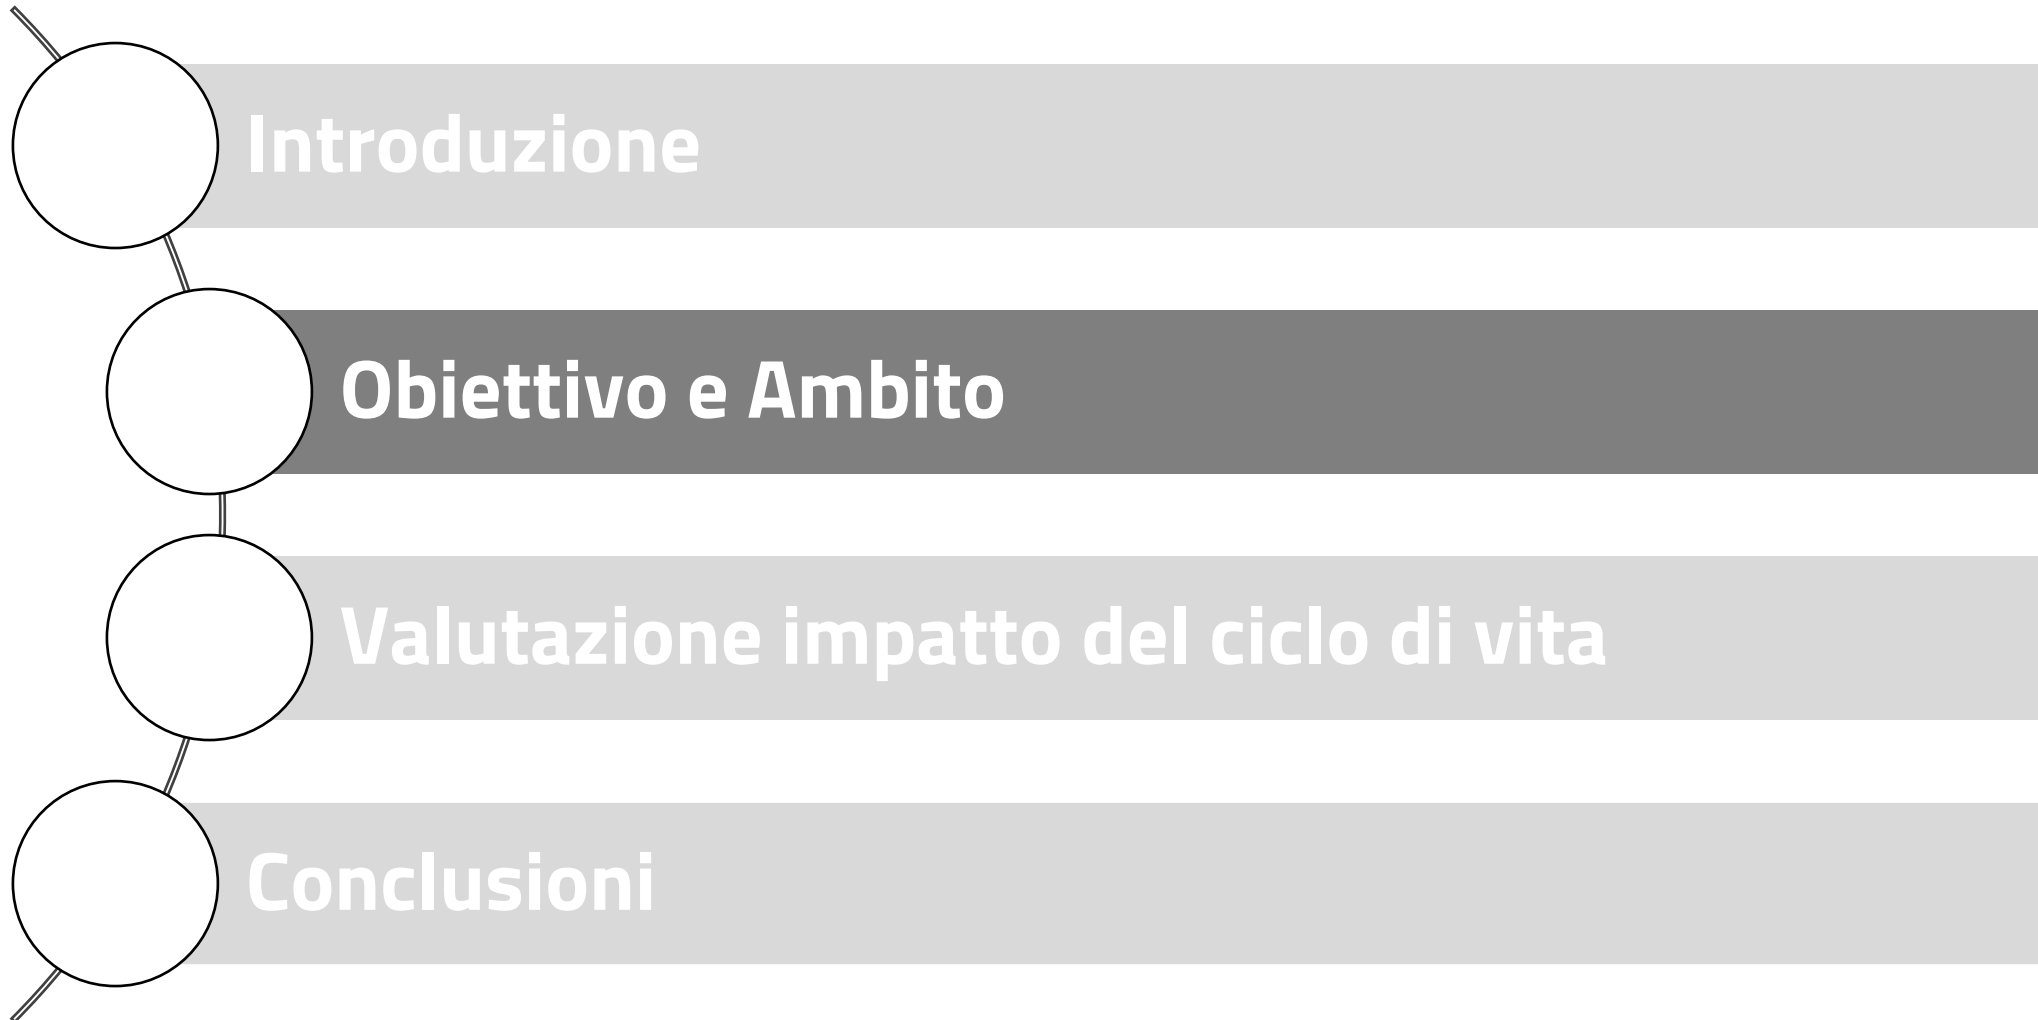 Introduzione
Obiettivo e Ambito
Valutazione impatto del ciclo di vita
Conclusioni